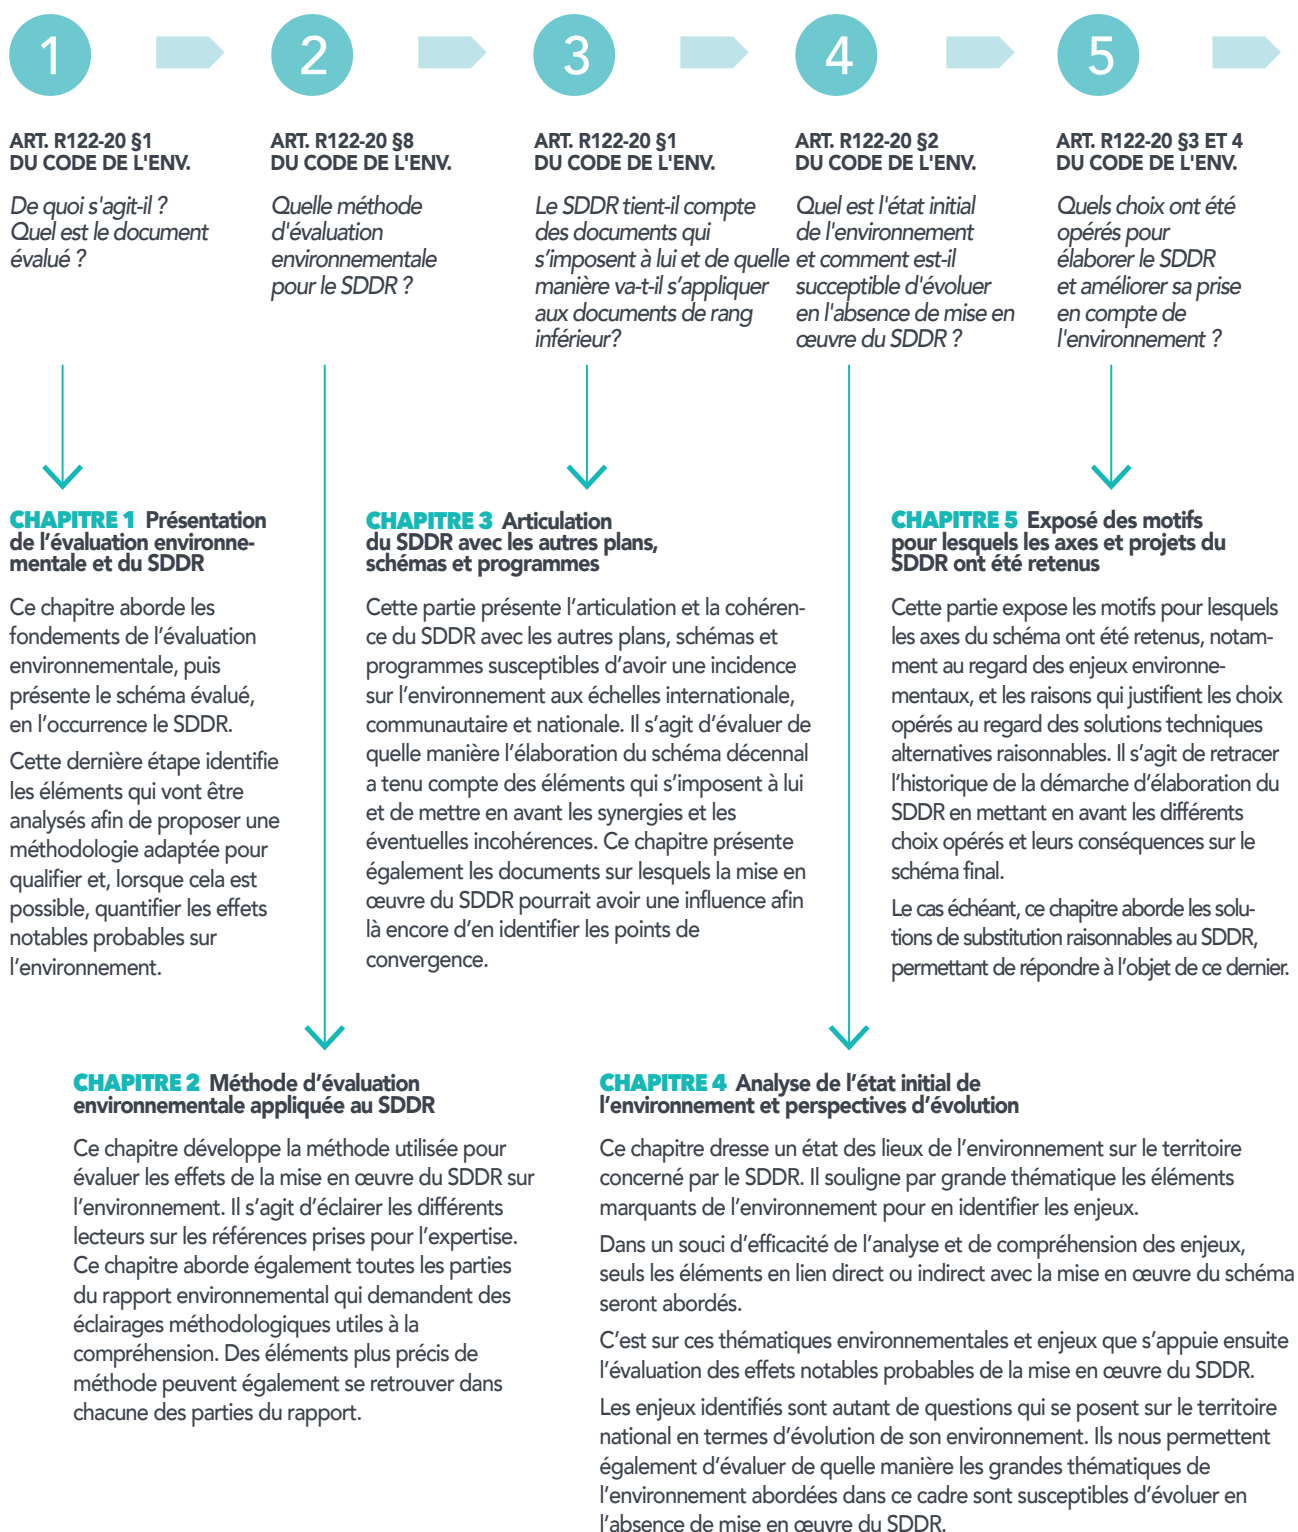 1
2
3
4
5
ART. R122-20 §1
DU CODE DE L'ENV.
De quoi s'agit-il ?
Quel est le document
évalué ?
ART. R122-20 §8
DU CODE DE L'ENV.
Quelle méthode
d'évaluation
environnementale
pour le SDDR ?
ART. R122-20 §1
DU CODE DE L'ENV.
Le SDDR tient-il compte
des documents qui
s’imposent à lui et de quelle
manière va-t-il s’appliquer
aux documents de rang
inférieur?
ART. R122-20 §2
DU CODE DE L'ENV.
Quel est l'état initial
de l'environnement
et comment est-il
succeptible d'évoluer
en l'absence de mise en
œuvre du SDDR ?
ART. R122-20 §3 ET 4
DU CODE DE L'ENV.
Quels choix ont été
opérés pour
élaborer le SDDR
et améliorer sa prise
en compte de
l'environnement ?
CHAPITRE 1 Présentation
de l’évaluation environne-
mentale et du SDDR
Ce chapitre aborde les
fondements de l’évaluation
environnementale, puis
présente le schéma évalué,
en l’occurrence le SDDR.
Cette dernière étape identifie
les éléments qui vont être
analysés afin de proposer une
méthodologie adaptée pour
qualifier et, lorsque cela est
possible, quantifier les effets
notables probables sur
l’environnement.
CHAPITRE 3 Articulation
du SDDR avec les autres plans,
schémas et programmes
Cette partie présente l’articulation et la cohéren-
ce du SDDR avec les autres plans, schémas et
programmes susceptibles d’avoir une incidence
sur l’environnement aux échelles internationale,
communautaire et nationale. Il s’agit d’évaluer de
quelle manière l’élaboration du schéma décennal
a tenu compte des éléments qui s’imposent à lui
et de mettre en avant les synergies et les
éventuelles incohérences. Ce chapitre présente
également les documents sur lesquels la mise en
œuvre du SDDR pourrait avoir une influence afin
là encore d’en identifier les points de
convergence.
CHAPITRE 5 Exposé des motifs
pour lesquels les axes et projets du
SDDR ont été retenus
Cette partie expose les motifs pour lesquels
les axes du schéma ont été retenus, notam-
ment au regard des enjeux environne-
mentaux, et les raisons qui justifient les choix
opérés au regard des solutions techniques
alternatives raisonnables. Il s’agit de retracer
l’historique de la démarche d’élaboration du
SDDR en mettant en avant les différents
choix opérés et leurs conséquences sur le
schéma final.
Le cas échéant, ce chapitre aborde les solu-
tions de substitution raisonnables au SDDR,
permettant de répondre à l’objet de ce dernier.
CHAPITRE 2 Méthode d’évaluation
environnementale appliquée au SDDR
Ce chapitre développe la méthode utilisée pour
évaluer les effets de la mise en œuvre du SDDR sur
l’environnement. Il s’agit d’éclairer les différents
lecteurs sur les références prises pour l’expertise.
Ce chapitre aborde également toutes les parties
du rapport environnemental qui demandent des
éclairages méthodologiques utiles à la
compréhension. Des éléments plus précis de
méthode peuvent également se retrouver dans
chacune des parties du rapport.
CHAPITRE 4 Analyse de l’état initial de
l’environnement et perspectives d’évolution
Ce chapitre dresse un état des lieux de l’environnement sur le territoire
concerné par le SDDR. Il souligne par grande thématique les éléments
marquants de l’environnement pour en identifier les enjeux.
Dans un souci d’efficacité de l’analyse et de compréhension des enjeux,
seuls les éléments en lien direct ou indirect avec la mise en œuvre du schéma
seront abordés.
C’est sur ces thématiques environnementales et enjeux que s’appuie ensuite
l’évaluation des effets notables probables de la mise en œuvre du SDDR.
Les enjeux identifiés sont autant de questions qui se posent sur le territoire
national en termes d’évolution de son environnement. Ils nous permettent
également d’évaluer de quelle manière les grandes thématiques de
l’environnement abordées dans ce cadre sont susceptibles d’évoluer en
l’absence de mise en œuvre du SDDR.